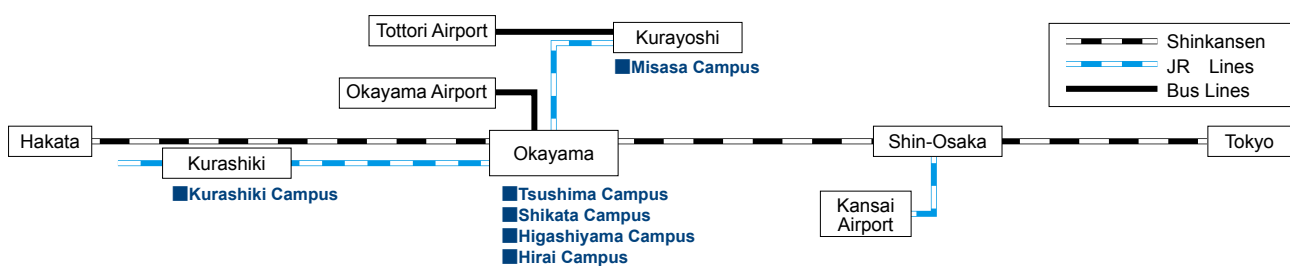 Tottori Airport
Kurayoshi
■Misasa Campus
Shinkansen
JR Lines
Bus Lines
Okayama Airport
Hakata
Okayama
Shin-Osaka
Tokyo
Kurashiki
■Kurashiki Campus
■Tsushima Campus
■Shikata Campus
■Higashiyama Campus
■Hirai Campus
Kansai
Airport